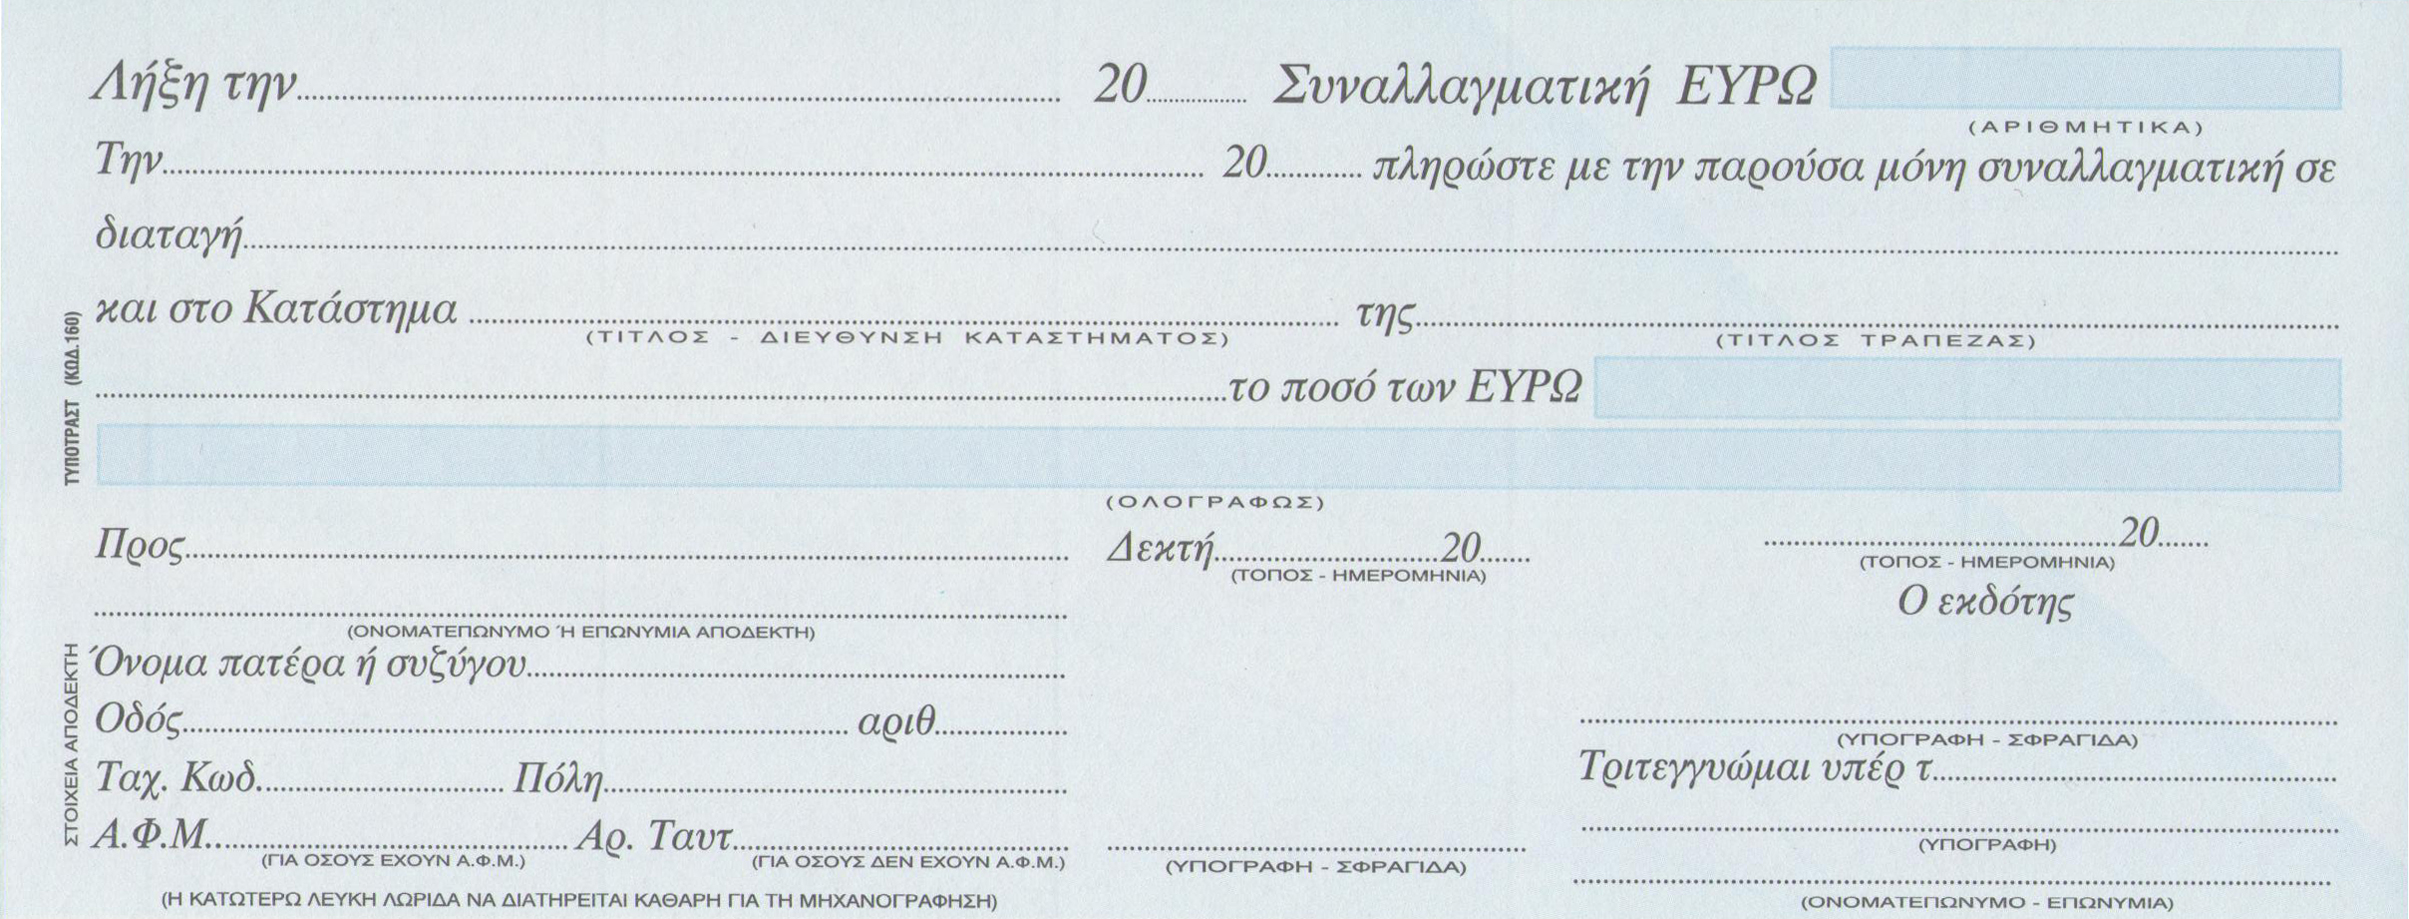 Λήξη την.......... 20.......... Συναλλαγματική ΕΥΡΩ
(ΑΡΙΘΜΗΤΙΚΑ)
Την.......... 20.......... πληρώστε με την παρούσα μόνη συναλλαγματική σε
διαταγή..........
και στο Κατάστημα .......... της..........
(ΤΙΤΛΟΣ - ΔΙΕΥΘΥΝΣΗ ΚΑΤΑΣΤΗΜΑΤΟΣ) (ΤΙΤΛΟΣ ΤΡΑΠΕΖΑΣ)
..........το ποσό των ΕΥΡΩ
ΤΥΠΟΤΡΑΣΤ (ΚΩΔ.160)
(ΟΛΟΓΡΑΦΩΣ)
Προς.......... Δεκτή..........20...... ..........20......
(ΤΟΠΟΣ - ΗΜΕΡΟΜΗΝΙΑ) (ΤΟΠΟΣ - ΗΜΕΡΟΜΗΝΙΑ)
Ο εκδότης
(ΟΝΟΜΑΤΕΠΩΝΥΜΟ Ή ΕΠΩΝΥΜΙΑ ΑΠΟΔΕΚΤΗ)
ΣΤΟΙΧΕΙΑ ΑΠΟΔΕΚΤΗ
Όνομα πατέρα ή συζύγου..........
Οδός.......... αριθ..........
(ΥΠΟΓΡΑΦΗ - ΣΦΡΑΓΙΔΑ)
Ταχ. Κωδ.......... Πόλη.......... Τριτεγγυώμαι υπέρ τ..........
Α.Φ.Μ.......... Αρ. Ταυτ..........
(ΓΙΑ ΟΣΟΥΣ ΕΧΟΥΝ Α.Φ.Μ.) (ΓΙΑ ΟΣΟΥΣ ΔΕΝ ΕΧΟΥΝ Α.Φ.Μ.) (ΥΠΟΓΡΑΦΗ - ΣΦΡΑΓΙΔΑ) (ΥΠΟΓΡΑΦΗ)
(Η ΚΑΤΩΤΕΡΩ ΛΕΥΚΗ ΛΩΡΙΔΑ ΝΑ ΔΙΑΤΗΡΕΙΤΑΙ ΚΑΘΑΡΗ ΓΙΑ ΤΗ ΜΗΧΑΝΟΓΡΑΦΗΣΗ) (ΟΝΟΜΑΤΕΠΩΝΥΜΟ - ΕΠΩΝΥΜΙΑ)